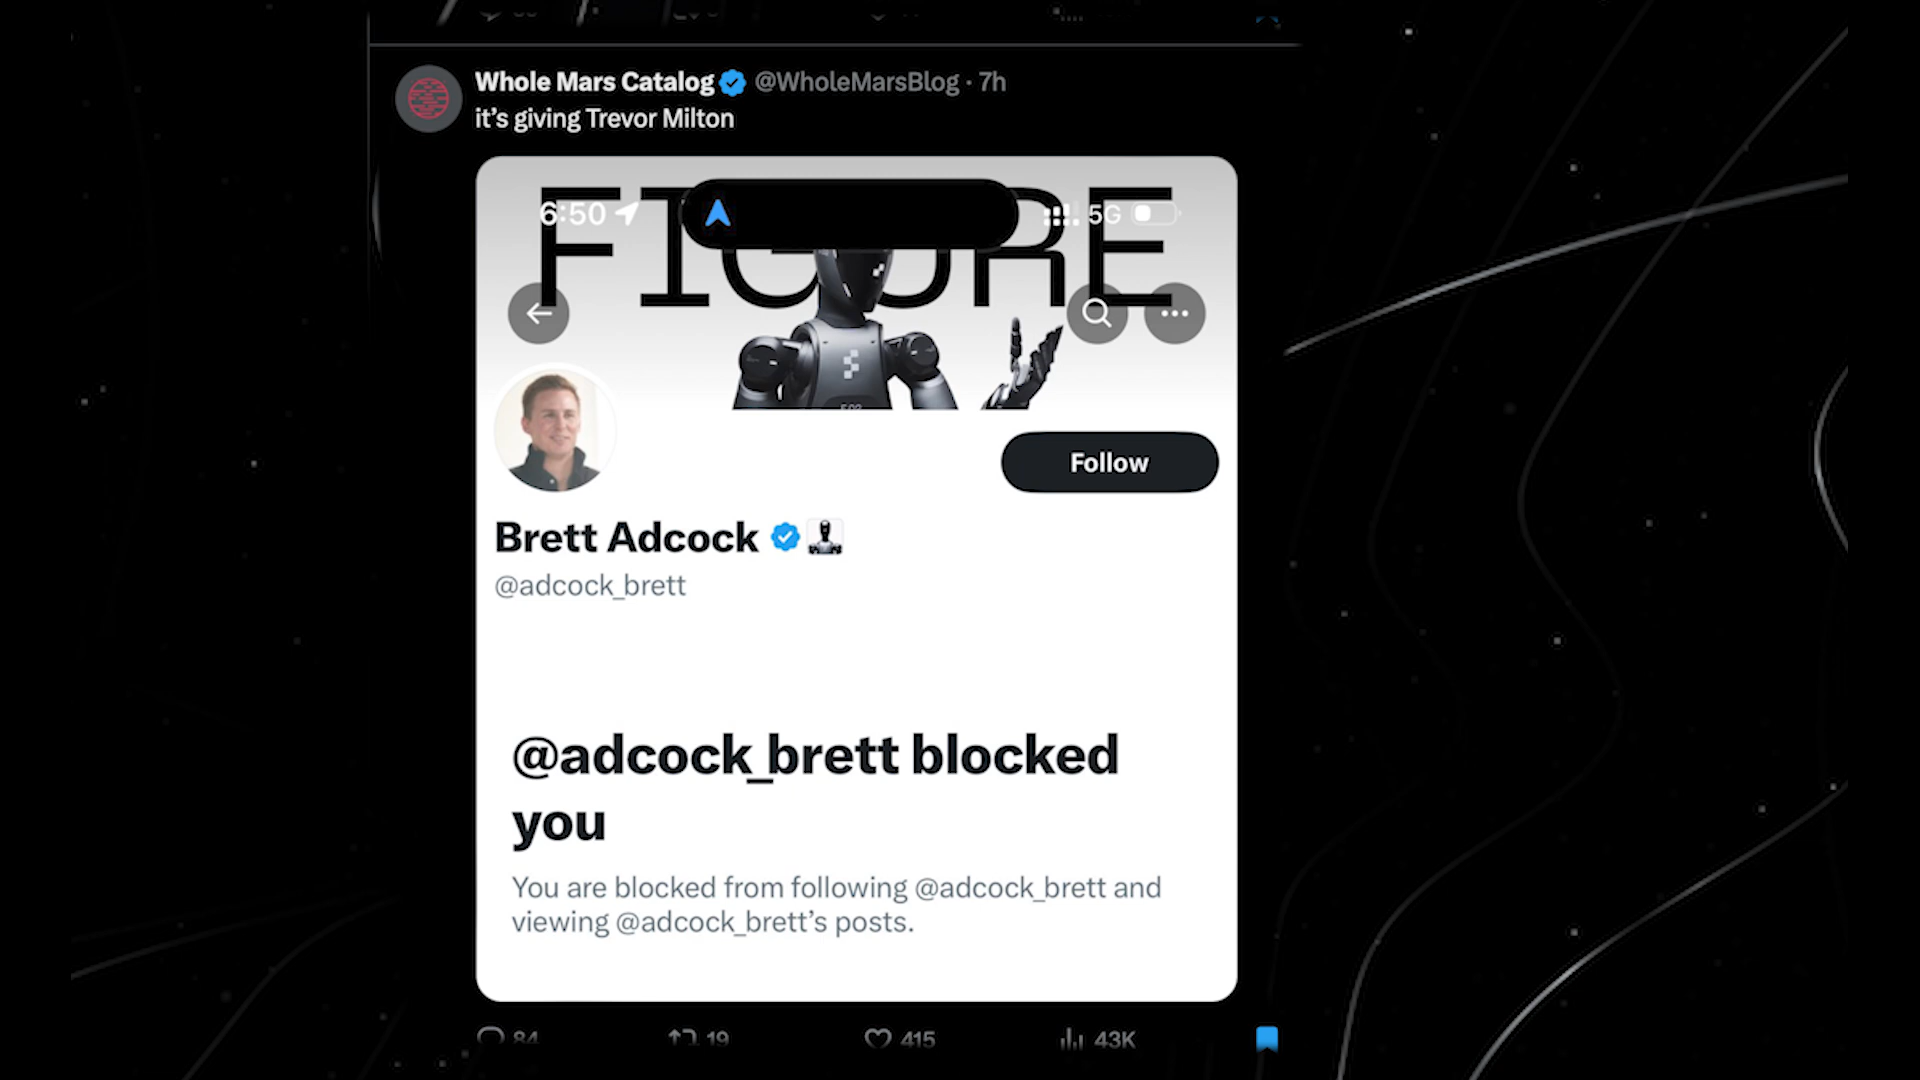 Whole Mars Catalog @WholeMarsBlog · 7h
it's giving Trevor Milton
FIGURE
6:50 5G
Follow
Brett Adcock
@adcock_brett
@adcock_brett blocked
you
You are blocked from following @adcock_brett and
viewing @adcock_brett's posts.
84 19 415 43K